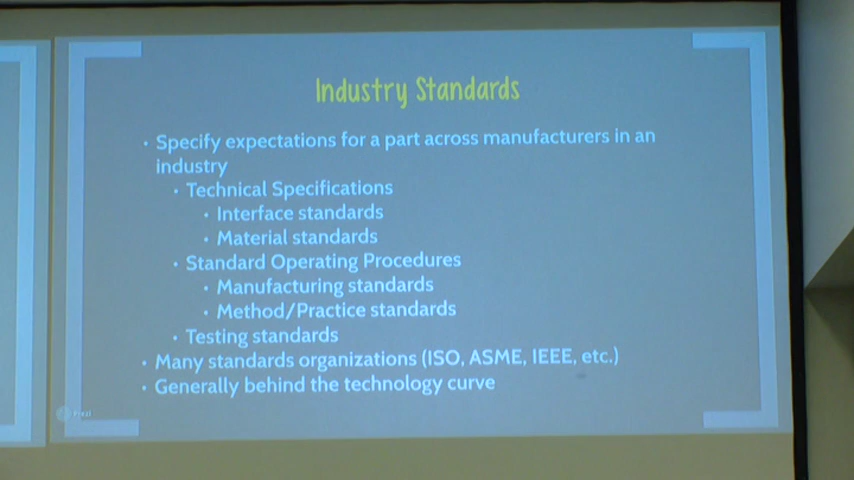 Industry Standards
• Specify expectations for a part across manufacturers in an
industry
• Technical Specifications
• Interface standards
• Material standards
• Standard Operating Procedures
• Manufacturing standards
• Method/Practice standards
• Testing standards
• Many standards organizations (ISO, ASME, IEEE, etc.)
• Generally behind the technology curve
Prezi